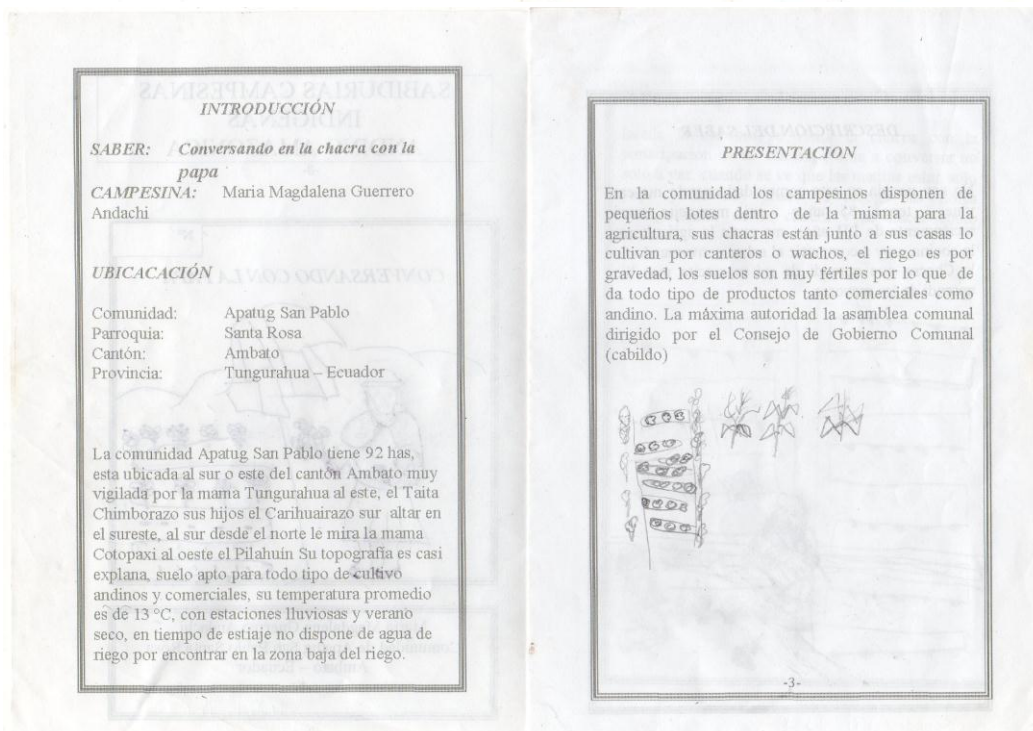 INTRODUCCIÓN
SABER: Conversando en la chacra con la
papa
CAMPESINA: Maria Magdalena Guerrero
Andachi
UBICACACIÓN
Comunidad: Apatug San Pablo
Parroquia: Santa Rosa
Cantón: Ambato
Provincia: Tungurahua – Ecuador
La comunidad Apatug San Pablo tiene 92 has,
esta ubicada al sur o este del cantón Ambato muy
vigilada por la mama Tungurahua al este, el Taita
Chimborazo sus hijos el Carihuairazo sur altar en
el sureste, al sur desde el norte le mira la mama
Cotopaxi al oeste el Pilahuin Su topografía es casi
explana, suelo apto para todo tipo de cultivo
andinos y comerciales, su temperatura promedio
es de 13 °C, con estaciones lluviosas y verano
seco, en tiempo de estiaje no dispone de agua de
riego por encontrar en la zona baja del riego.
PRESENTACION
En la comunidad los campesinos disponen de
pequeños lotes dentro de la misma para la
agricultura, sus chacras están junto a sus casas lo
cultivan por canteros o wachos, el riego es por
gravedad, los suelos son muy fértiles por lo que de
da todo tipo de productos tanto comerciales como
andino. La máxima autoridad la asamblea comunal
dirigido por el Consejo de Gobierno Comunal
(cabildo)
-3-